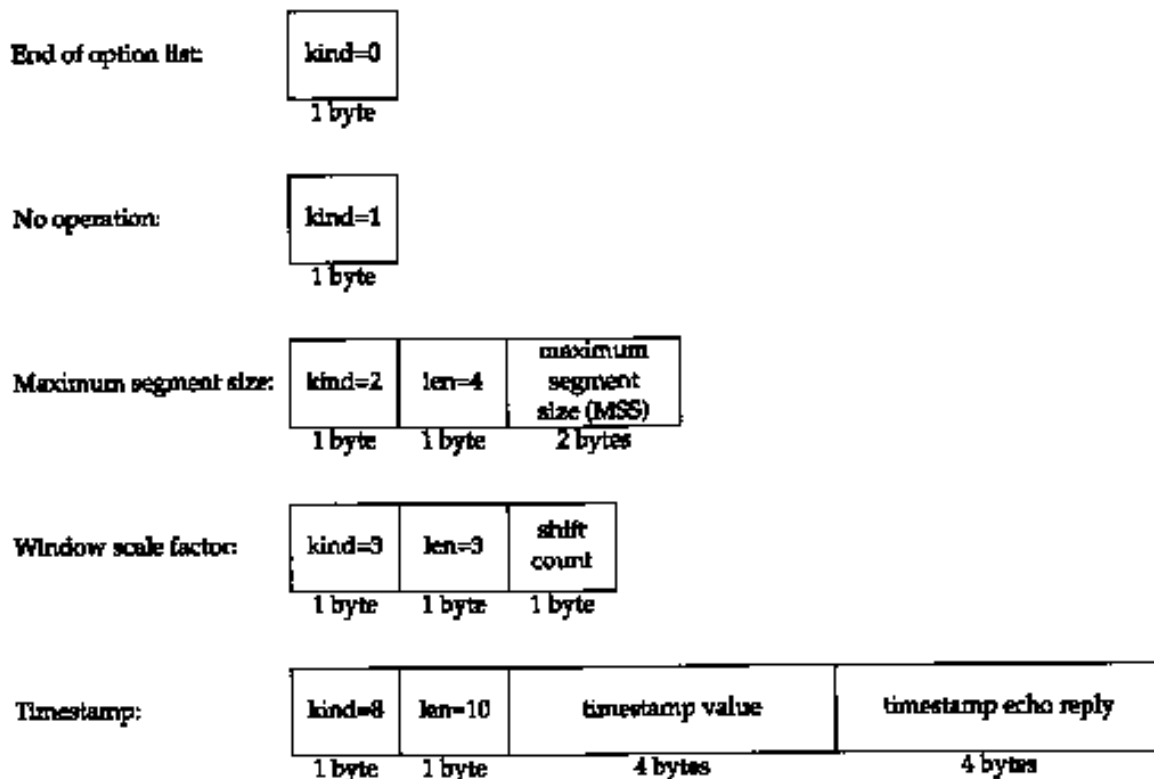 End of option list:
kind=0
1 byte
No operation:
kind=1
1 byte
Maximum segment size:
kind=2
len=4
maximum
segment
size (MSS)
1 byte
1 byte
2 bytes
Window scale factor:
kind=3
len=3
shift
count
1 byte
1 byte
1 byte
Timestamp:
kind=8
len=10
timestamp value
timestamp echo reply
1 byte
1 byte
4 bytes
4 bytes